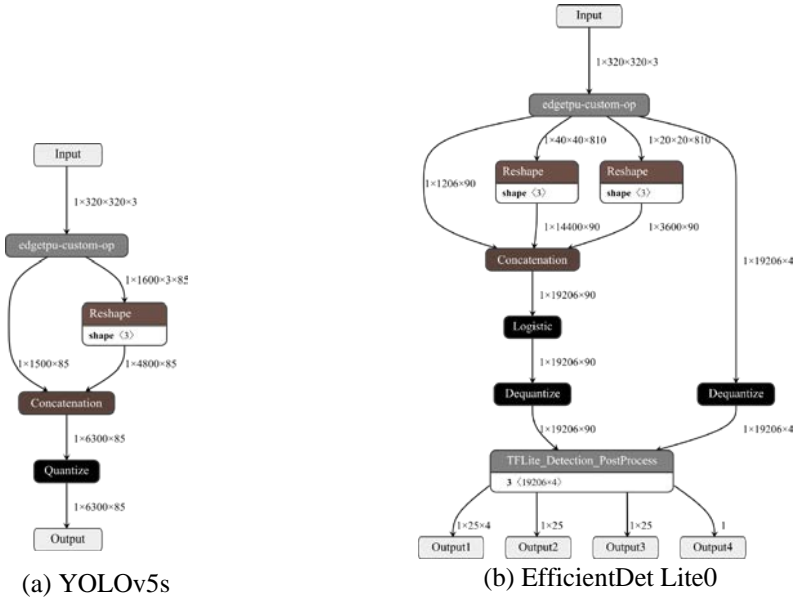 Input
1×320×320×3
edgetpu-custom-op
1×1600×3×85
Reshape
shape 〈3〉
1×1500×85
1×4800×85
Concatenation
1×6300×85
Quantize
1×6300×85
Output
(a) YOLOv5s
Input
1×320×320×3
edgetpu-custom-op
1×40×40×810
1×20×20×810
1×1206×90
Reshape
shape 〈3〉
Reshape
shape 〈3〉
1×14400×90
1×3600×90
Concatenation
1×19206×4
1×19206×90
Logistic
1×19206×90
Dequantize
Dequantize
1×19206×90
1×19206×4
TFLite_Detection_PostProcess
3 〈19206×4〉
1×25×4
1×25
1×25
1
Output1
Output2
Output3
Output4
(b) EfficientDet Lite0